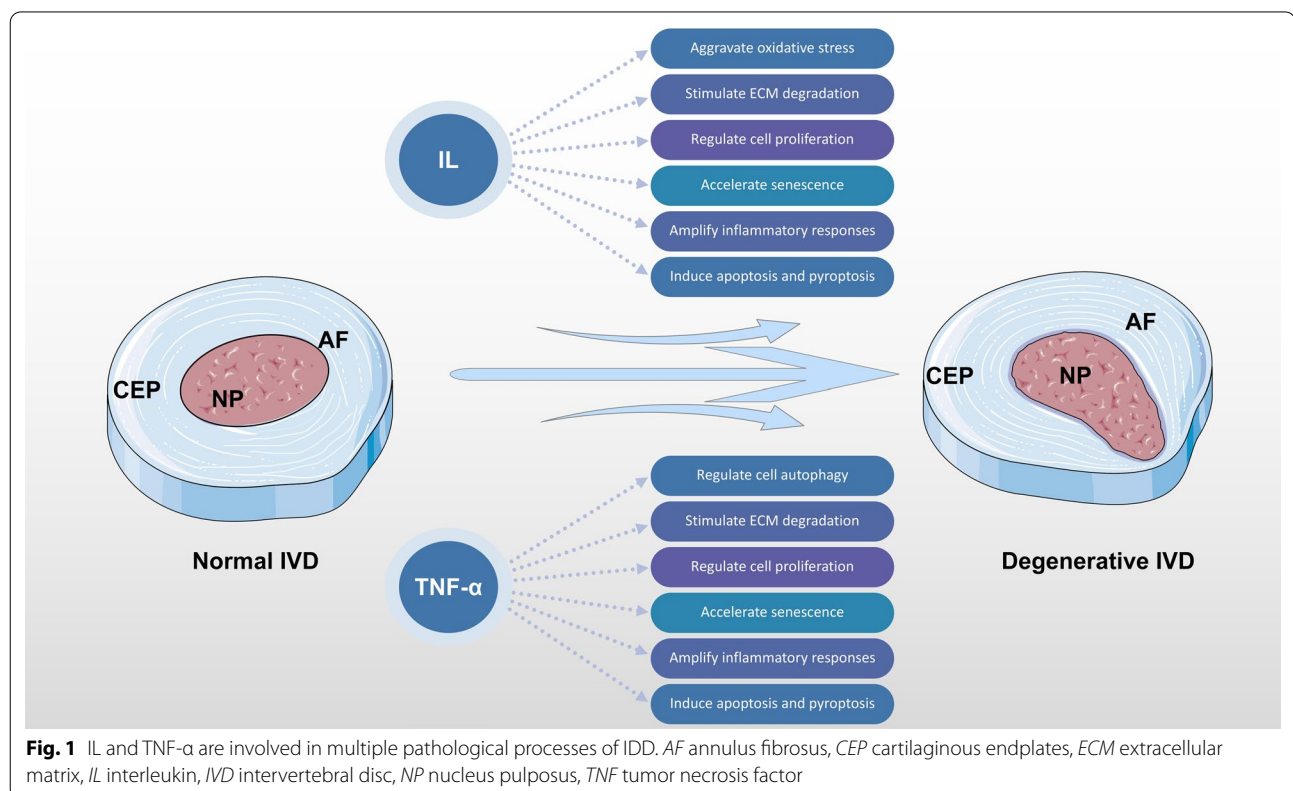 Aggravate oxidative stress
Stimulate ECM degradation
Regulate cell proliferation
IL
Accelerate senescence
Amplify inflammatory responses
Induce apoptosis and pyroptosis
AF
CEP
NP
Normal IVD
AF
CEP
NP
Degenerative IVD
Regulate cell autophagy
Stimulate ECM degradation
Regulate cell proliferation
TNF-α
Accelerate senescence
Amplify inflammatory responses
Induce apoptosis and pyroptosis
Fig. 1 IL and TNF-α are involved in multiple pathological processes of IDD. AF annulus fibrosus, CEP cartilaginous endplates, ECM extracellular
matrix, IL interleukin, IVD intervertebral disc, NP nucleus pulposus, TNF tumor necrosis factor